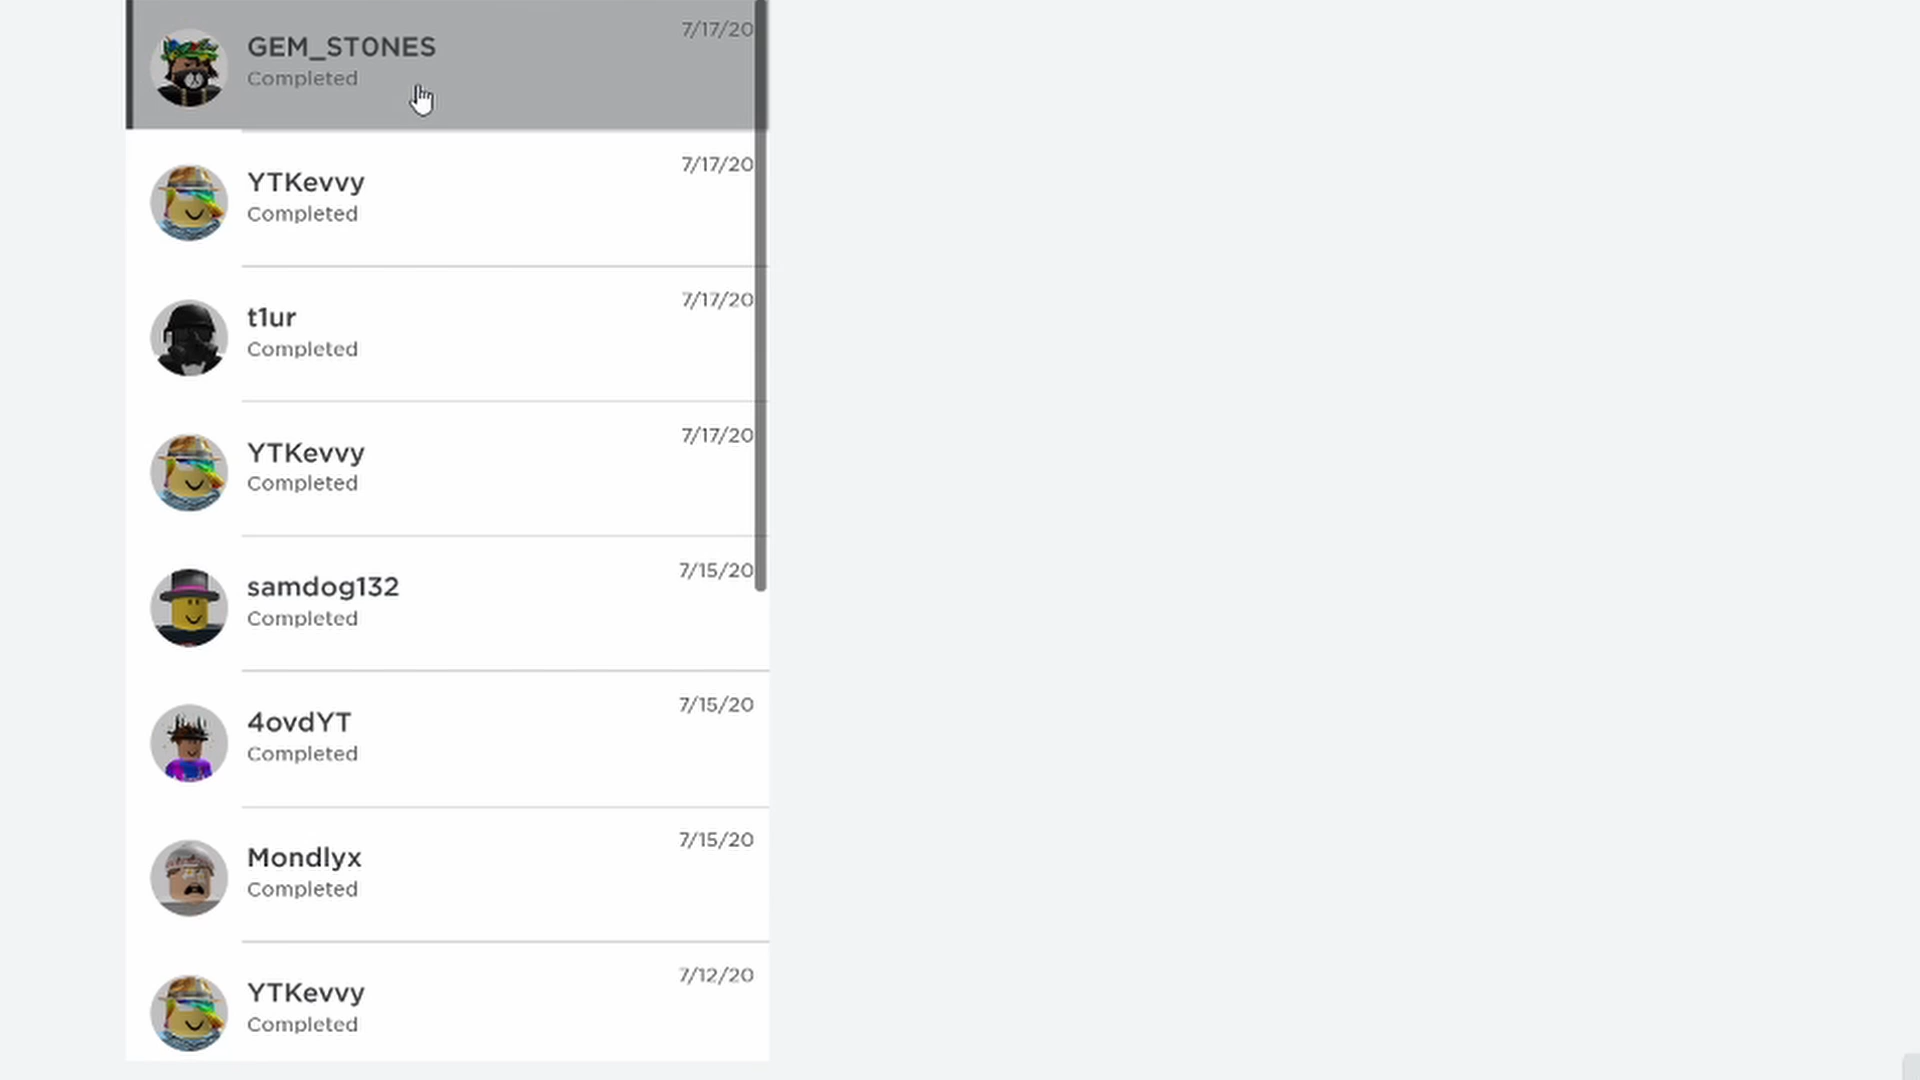 GEM_ST0NES
7/17/20
Completed
YTKevvy
7/17/20
Completed
t1ur
7/17/20
Completed
YTKevvy
7/17/20
Completed
samdog132
7/15/20
Completed
4ovdYT
7/15/20
Completed
Mondlyx
7/15/20
Completed
YTKevvy
7/12/20
Completed